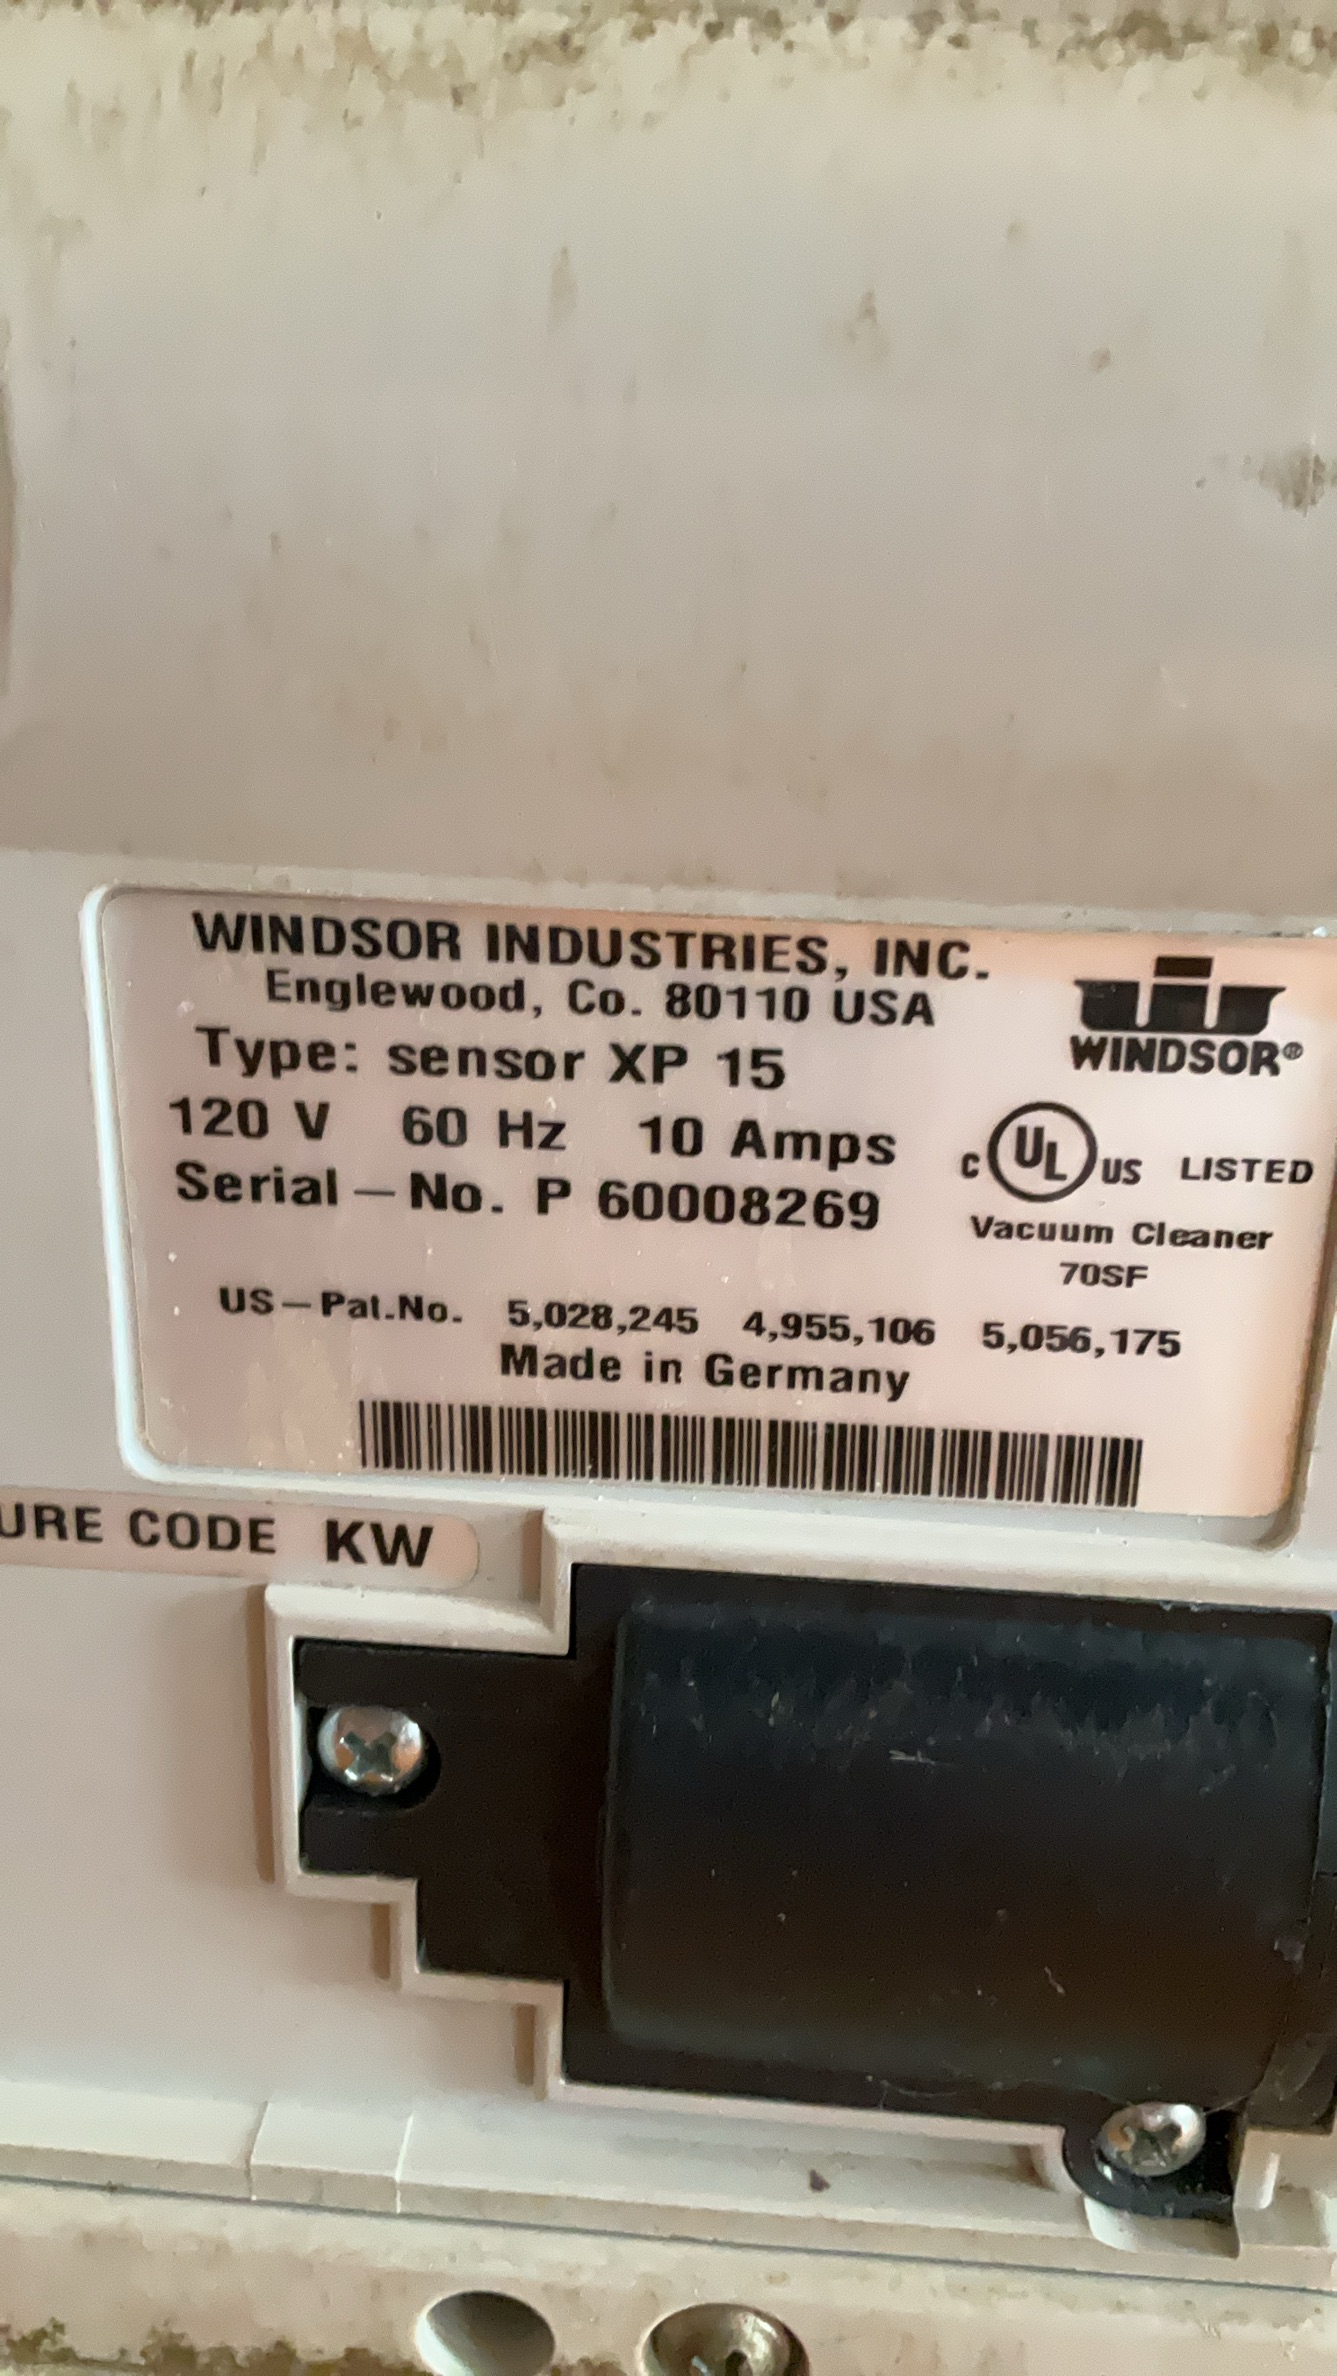 WINDSOR INDUSTRIES, INC.
Englewood, Co. 80110 USA
WINDSOR®
Type: sensor XP 15
120 V 60 Hz 10 Amps
C UL US LISTED
Serial – No. P 60008269
Vacuum Cleaner
70SF
US – Pat.No. 5,028,245 4,955,106 5,056,175
Made in Germany
URE CODE KW